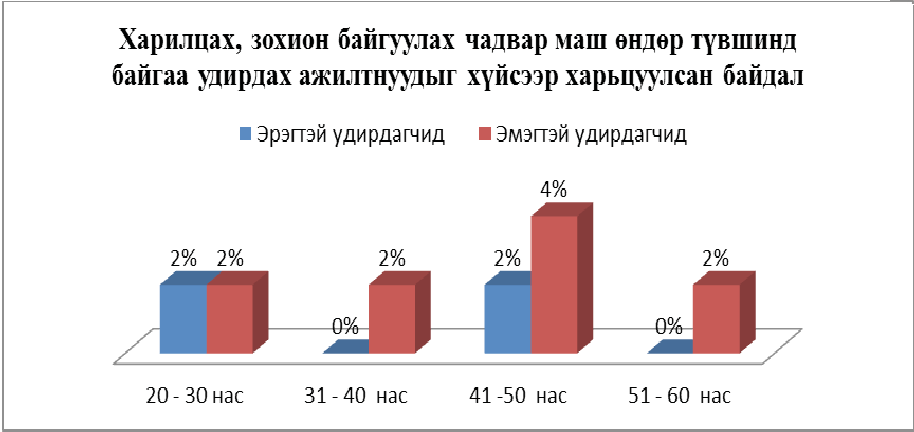 Харилцах, зохион байгуулах чадвар маш өндөр түвшинд
байгаа удирдах ажилтнуудыг хүйсээр харьцуулсан байдал
Эрэгтэй удирдагчид Эмэгтэй удирдагчид
4%
2% 2% 2% 2% 2%
0% 0%
20 - 30 нас 31 - 40 нас 41 -50 нас 51 - 60 нас